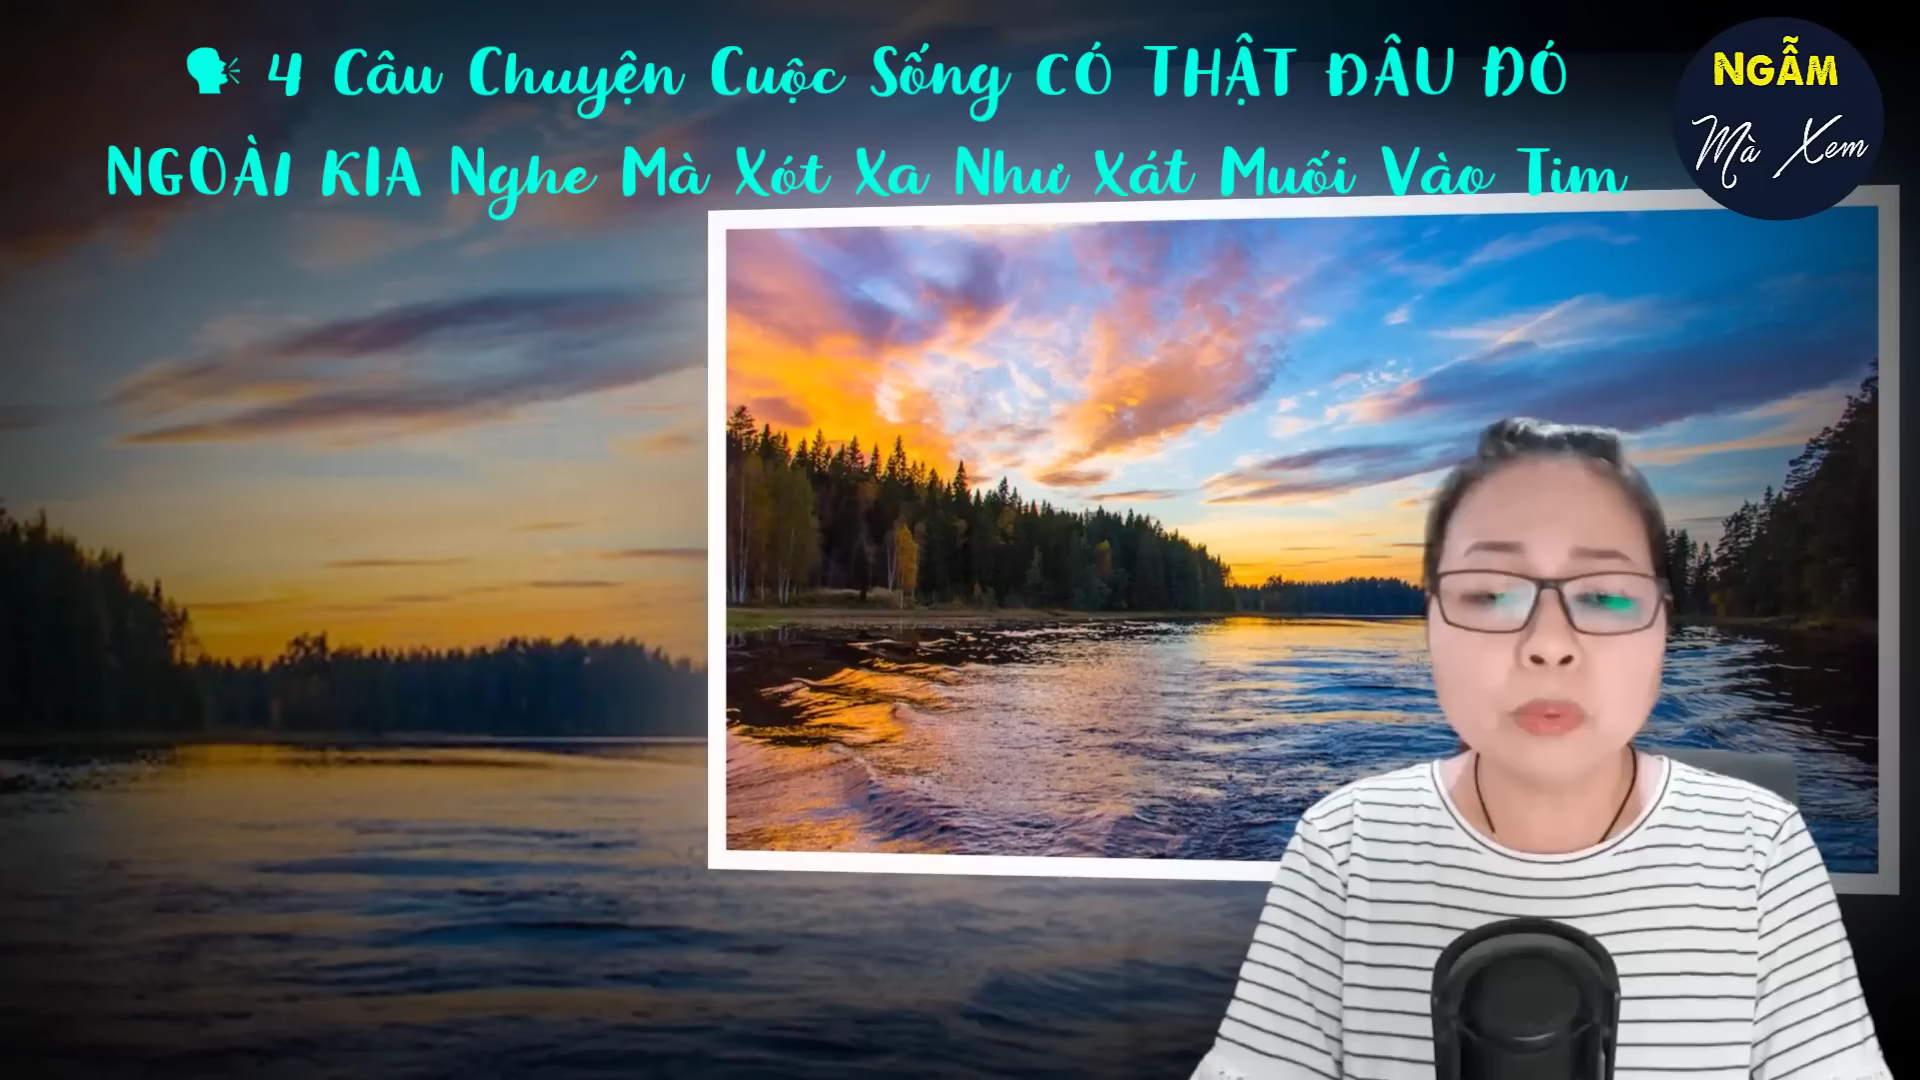 🗣 4 Câu Chuyện Cuộc Sống CÓ THẬT ĐÂU ĐÓ
NGOÀI KIA Nghe Mà Xót Xa Như Xát Muối Vào Tim
NGẪM
Mà Xem